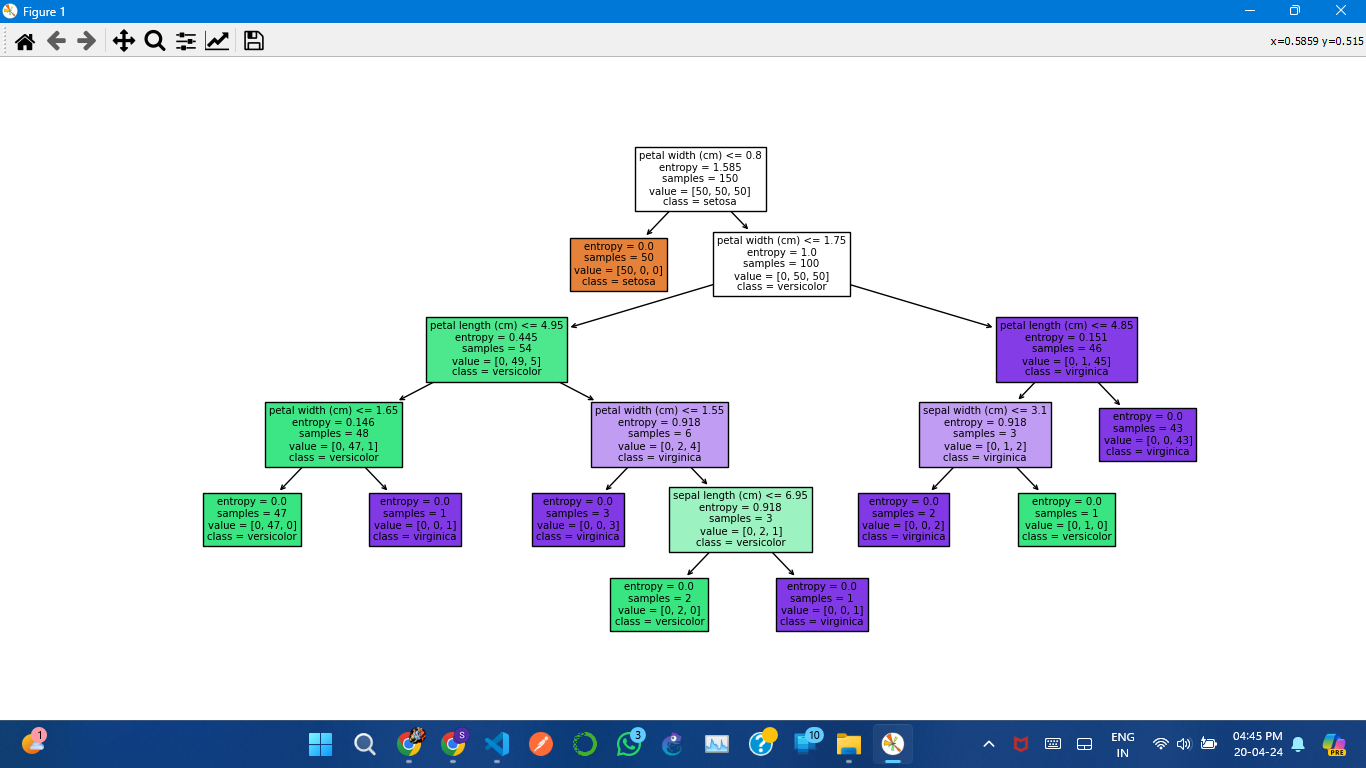 Figure 1
x=0.5859 y=0.515
petal width (cm) <= 0.8
entropy = 1.585
samples = 150
value = [50, 50, 50]
class = setosa
entropy = 0.0
samples = 50
value = [50, 0, 0]
class = setosa
petal width (cm) <= 1.75
entropy = 1.0
samples = 100
value = [0, 50, 50]
class = versicolor
petal length (cm) <= 4.95
entropy = 0.445
samples = 54
value = [0, 49, 5]
class = versicolor
petal length (cm) <= 4.85
entropy = 0.151
samples = 46
value = [0, 1, 45]
class = virginica
petal width (cm) <= 1.65
entropy = 0.146
samples = 48
value = [0, 47, 1]
class = versicolor
petal width (cm) <= 1.55
entropy = 0.918
samples = 6
value = [0, 2, 4]
class = virginica
sepal width (cm) <= 3.1
entropy = 0.918
samples = 3
value = [0, 1, 2]
class = virginica
entropy = 0.0
samples = 43
value = [0, 0, 43]
class = virginica
entropy = 0.0
samples = 47
value = [0, 47, 0]
class = versicolor
entropy = 0.0
samples = 1
value = [0, 0, 1]
class = virginica
entropy = 0.0
samples = 3
value = [0, 0, 3]
class = virginica
sepal length (cm) <= 6.95
entropy = 0.918
samples = 3
value = [0, 2, 1]
class = versicolor
entropy = 0.0
samples = 2
value = [0, 0, 2]
class = virginica
entropy = 0.0
samples = 1
value = [0, 1, 0]
class = versicolor
entropy = 0.0
samples = 2
value = [0, 2, 0]
class = versicolor
entropy = 0.0
samples = 1
value = [0, 0, 1]
class = virginica
1
S
3
10
ENG
IN
04:45 PM
20-04-24
PRE